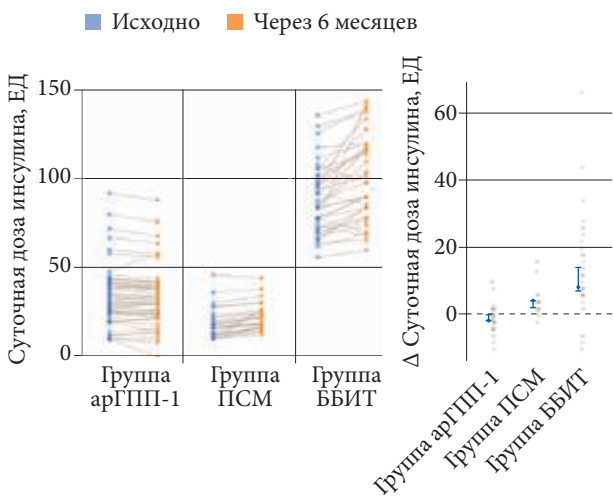 Исходно Через 6 месяцев
Суточная доза инсулина, ЕД
150
100
50
0
Группа арГПП-1
Группа ПСМ
Группа ББИТ
Δ Суточная доза инсулина, ЕД
60
40
20
0
Группа арГПП-1
Группа ПСМ
Группа ББИТ